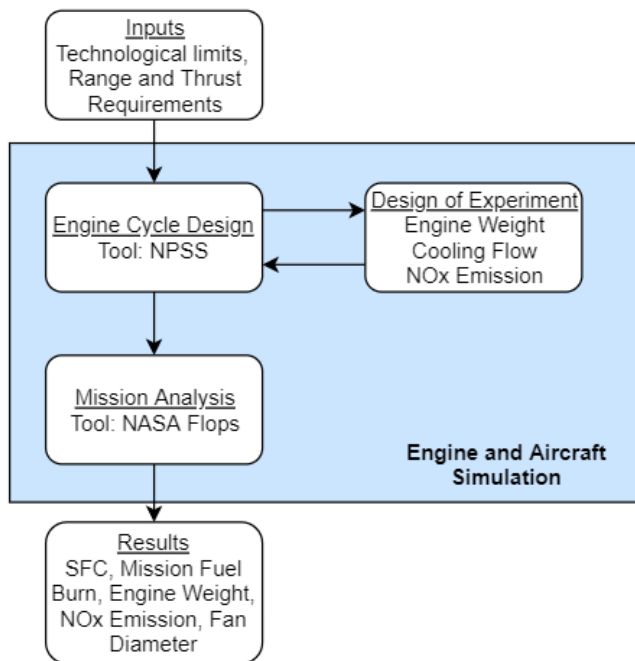 Inputs
Technological limits,
Range and Thrust
Requirements
Engine Cycle Design
Tool: NPSS
Design of Experiment
Engine Weight
Cooling Flow
NOx Emission
Mission Analysis
Tool: NASA Flops
Engine and Aircraft
Simulation
Results
SFC, Mission Fuel
Burn, Engine Weight,
NOx Emission, Fan
Diameter